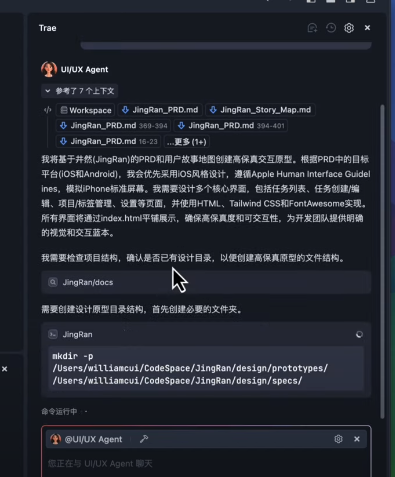 Trae
UI/UX Agent
参考了 7 个上下文
Workspace JingRan_PRD.md JingRan_Story_Map.md
JingRan_PRD.md 369-394 JingRan_PRD.md 394-401
JingRan_PRD.md 16-23 ...更多 (1+)
我将基于井然(JingRan)的PRD和用户故事地图创建高保真交互原型。根据PRD中的目标
平台(iOS和Android)，我会优先采用iOS风格设计，遵循Apple Human Interface Guidel
ines，模拟iPhone标准屏幕。我需要设计多个核心界面，包括任务列表、任务创建/编
辑、项目/标签管理、设置等页面，并使用HTML、Tailwind CSS和FontAwesome实现。
所有界面将通过index.html平铺展示，确保高保真度和可交互性，为开发团队提供明确
的视觉和交互蓝本。
我需要检查项目结构，确认是否已有设计目录，以便创建高保真原型的文件结构。
JingRan/docs
需要创建设计原型目录结构，首先创建必要的文件夹。
JingRan
mkdir -p
/Users/williamcui/CodeSpace/JingRan/design/prototypes/
/Users/williamcui/CodeSpace/JingRan/design/specs/
命令运行中
@UI/UX Agent
您正在与 UI/UX Agent 聊天